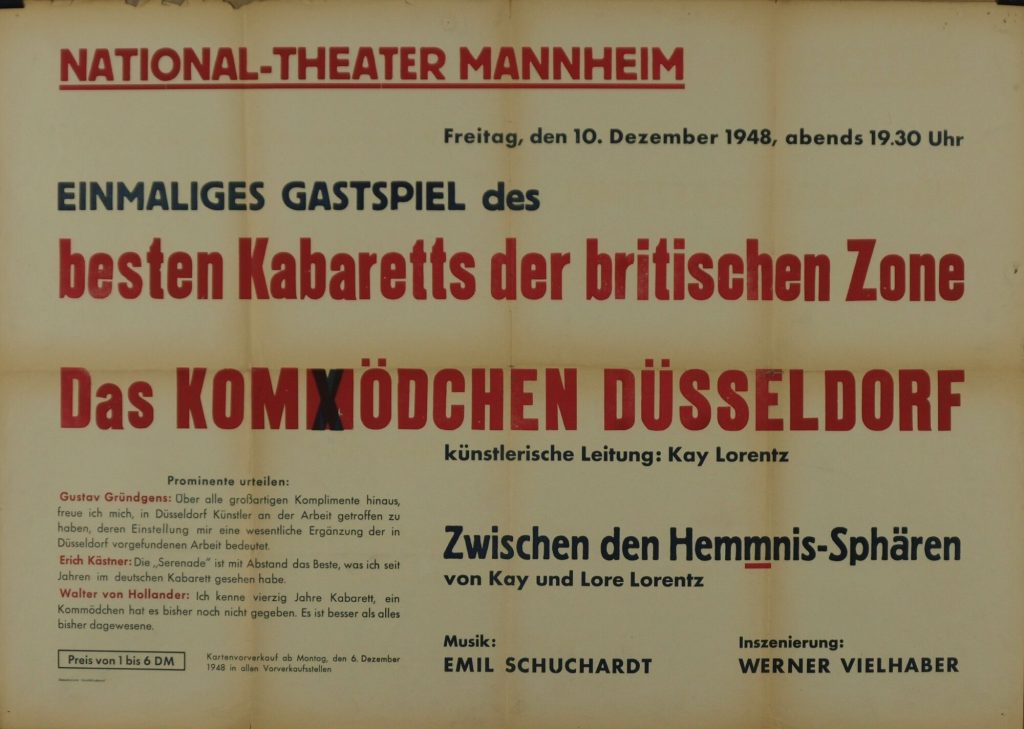 NATIONAL-THEATER MANNHEIM
Freitag, den 10. Dezember 1948, abends 19.30 Uhr
EINMALIGES GASTSPIEL des
besten Kabaretts der britischen Zone
Das KOMXÖDCHEN DÜSSELDORF
künstlerische Leitung: Kay Lorentz
Prominente urteilen:
Gustav Gründgens: Über alle großartigen Komplimente hinaus,
freue ich mich, in Düsseldorf Künstler an der Arbeit getroffen zu
haben, deren Einstellung mir eine wesentliche Ergänzung der in
Düsseldorf vorgefundenen Arbeit bedeutet.
Erich Kästner: Die „Serenade" ist mit Abstand das Beste, was ich seit
Jahren im deutschen Kabarett gesehen habe.
Walter von Hollander: Ich kenne vierzig Jahre Kabarett, ein
Kommödchen hat es bisher noch nicht gegeben. Es ist besser als alles
bisher dagewesene.
Preis von 1 bis 6 DM
Kartenvorverkauf ab Montag, dem 6. Dezember
1948 in allen Vorverkaufsstellen
Zwischen den Hemmnis-Sphären
von Kay und Lore Lorentz
Musik:
EMIL SCHUCHARDT
Inszenierung:
WERNER VIELHABER